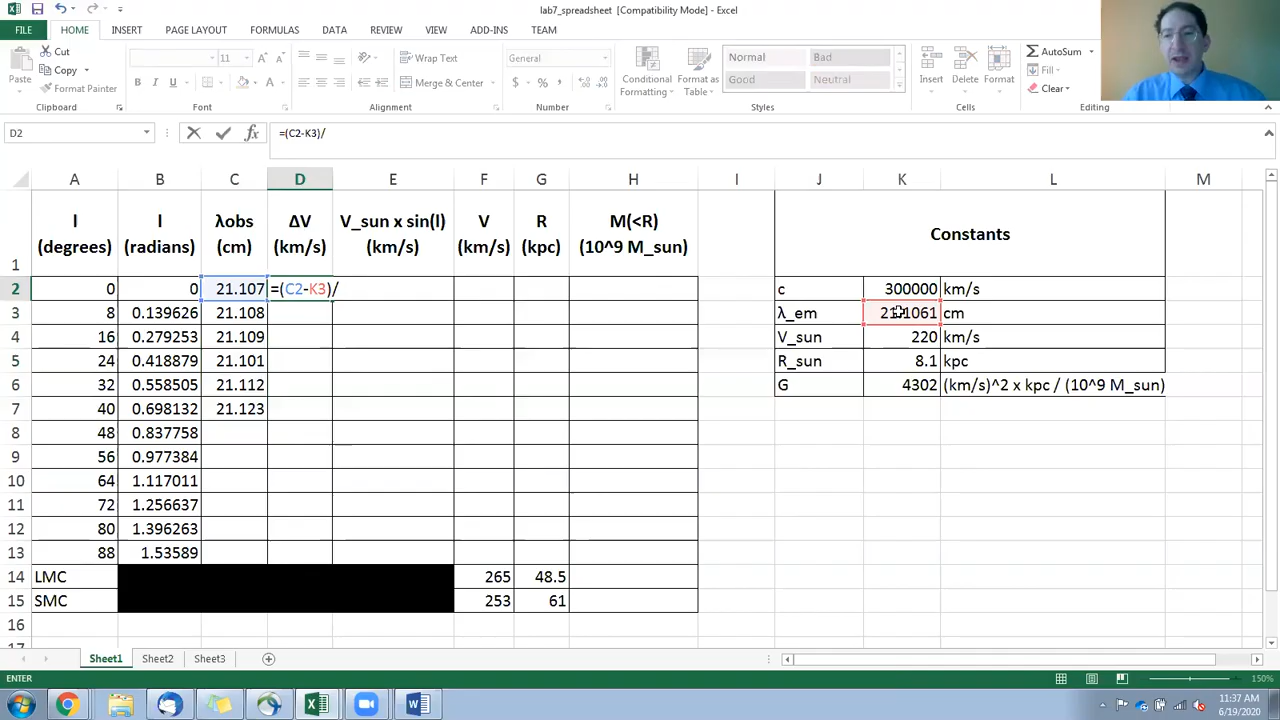 lab7_spreadsheet [Compatibility Mode] - Excel
FILE HOME INSERT PAGE LAYOUT FORMULAS DATA REVIEW VIEW ADD-INS TEAM
Paste
Cut
Copy
Format Painter
Clipboard
11
B I U
Font
Wrap Text
Merge & Center
Alignment
General
$ % ,
Number
Conditional Formatting
Format as Table
Normal Bad
Good Neutral
Styles
Insert Delete Format
Cells
AutoSum
Fill
Clear
Editing
D2 fx =(C2-K3)/
A B C D E F G H I J K L M
1 l (degrees) l (radians) λobs (cm) ΔV (km/s) V_sun x sin(l) (km/s) V (km/s) R (kpc) M(<R) (10^9 M_sun) Constants
2 0 0 21.107 =(C2-K3)/ c 300000 km/s
3 8 0.139626 21.108 λ_em 21.1061 cm
4 16 0.279253 21.109 V_sun 220 km/s
5 24 0.418879 21.101 R_sun 8.1 kpc
6 32 0.558505 21.112 G 4302 (km/s)^2 x kpc / (10^9 M_sun)
7 40 0.698132 21.123
8 48 0.837758
9 56 0.977384
10 64 1.117011
11 72 1.256637
12 80 1.396263
13 88 1.53589
14 LMC 265 48.5
15 SMC 253 61
16
17
Sheet1 Sheet2 Sheet3
ENTER 150%
11:37 AM
6/19/2020